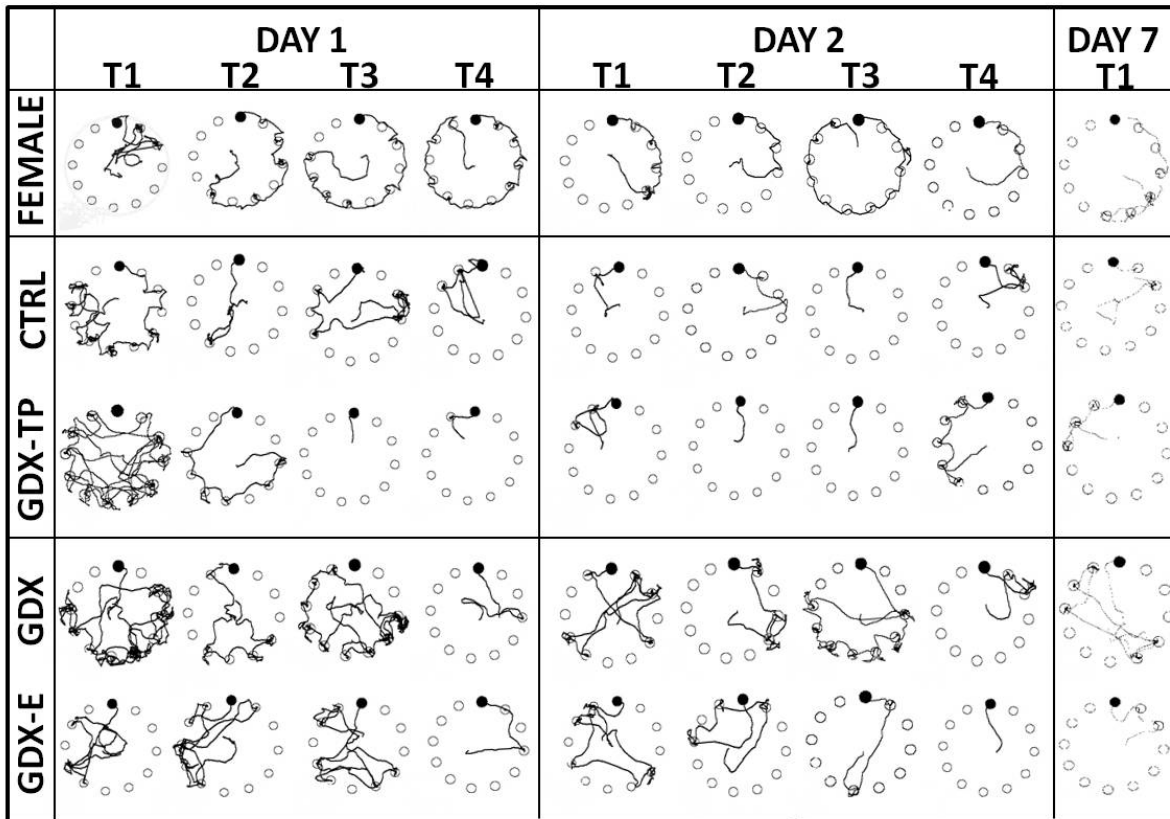 DAY 1 DAY 2 DAY 7
T1 T2 T3 T4 T1 T2 T3 T4 T1
FEMALE
CTRL
GDX-TP
GDX
GDX-E